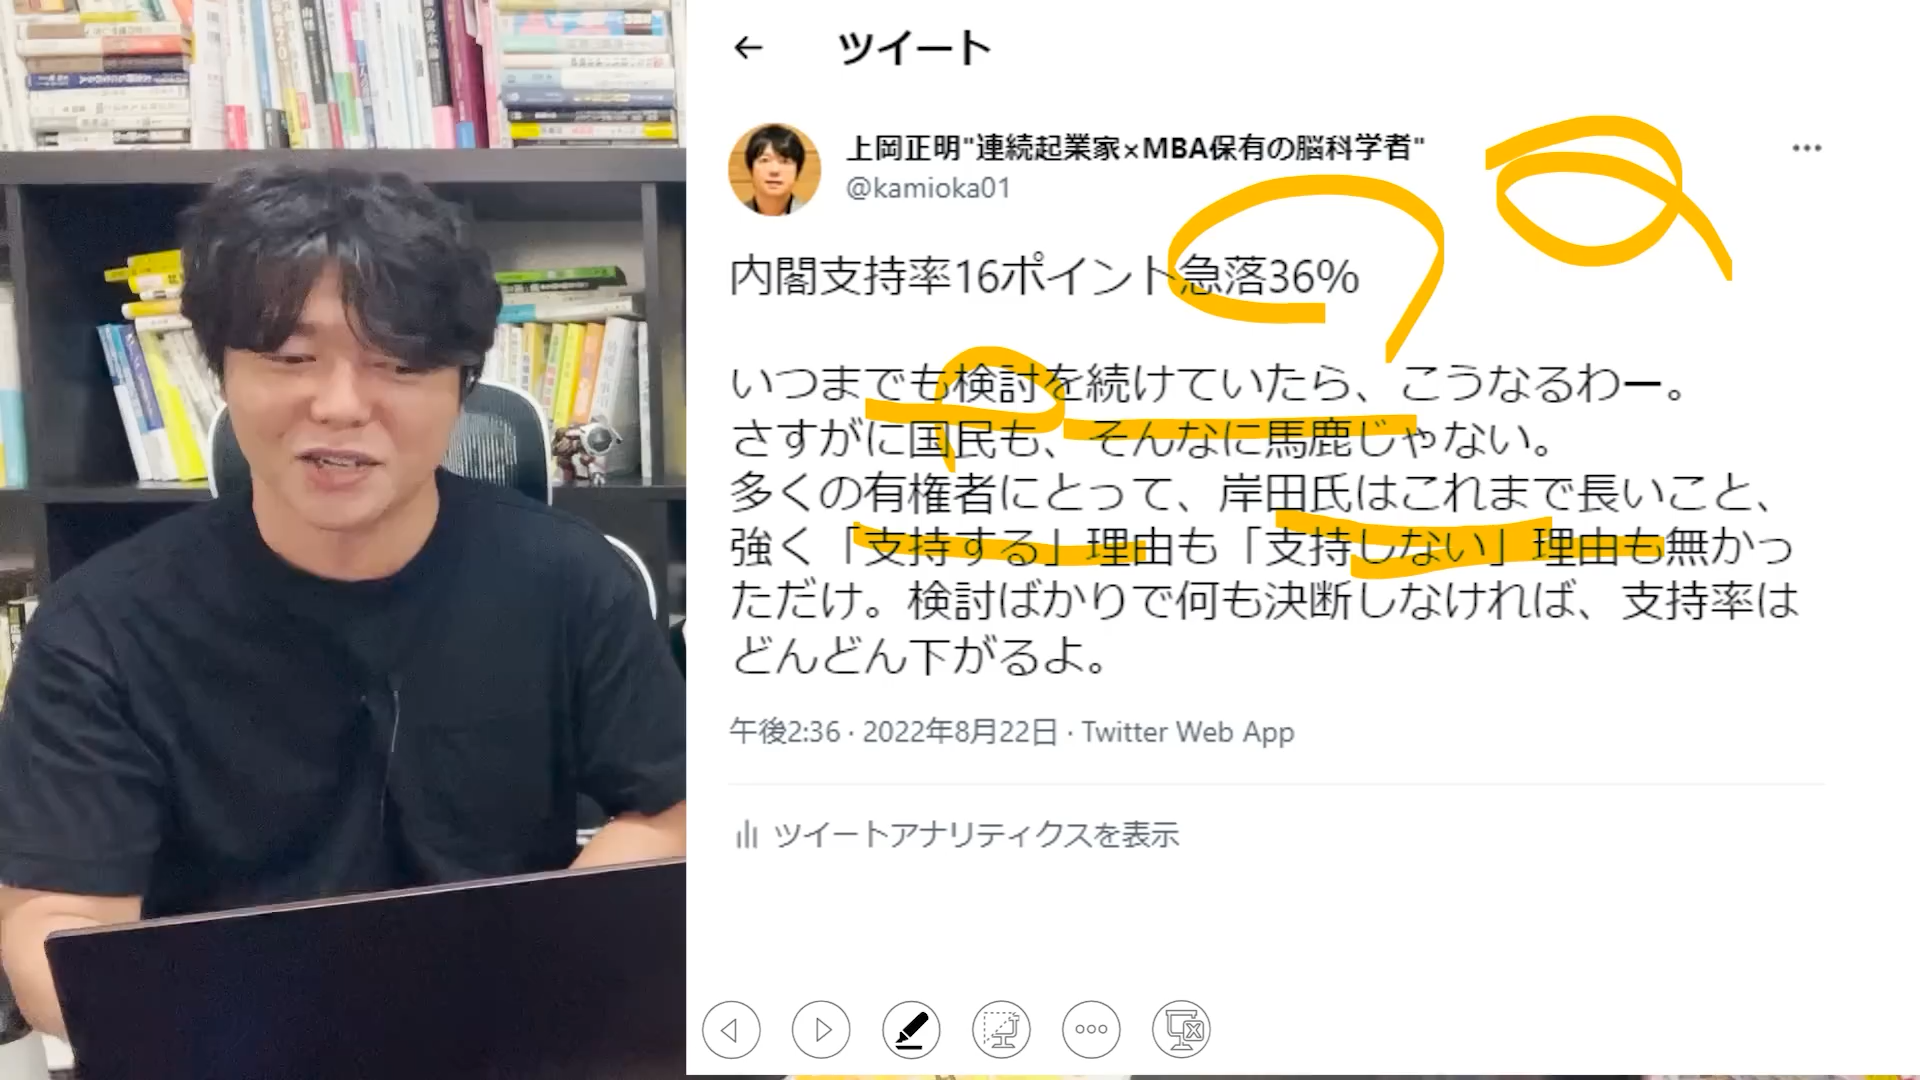 ツイート
上岡正明"連続起業家×MBA保有の脳科学者"
@kamioka01
内閣支持率16ポイント急落36%
いつまでも検討を続けていたら、こうなるわー。
さすがに国民も、そんなに馬鹿じゃない。
多くの有権者にとって、岸田氏はこれまで長いこと、
強く「支持する」理由も「支持しない」理由も無かっ
ただけ。検討ばかりで何も決断しなければ、支持率は
どんどん下がるよ。
午後2:36 · 2022年8月22日 · Twitter Web App
ツイートアナリティクスを表示